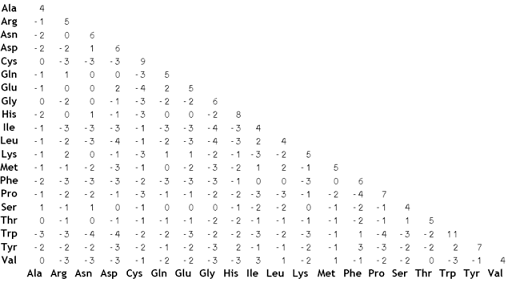 Ala 4
Arg -1 5
Asn -2 0 6
Asp -2 -2 1 6
Cys 0 -3 -3 -3 9
Gln -1 1 0 0 -3 5
Glu -1 0 0 2 -4 2 5
Gly 0 -2 0 -1 -3 -2 -2 6
His -2 0 1 -1 -3 0 0 -2 8
Ile -1 -3 -3 -3 -1 -3 -3 -4 -3 4
Leu -1 -2 -3 -4 -1 -2 -3 -4 -3 2 4
Lys -1 2 0 -1 -3 1 1 -2 -1 -3 -2 5
Met -1 -1 -2 -3 -1 0 -2 -3 -2 1 2 -1 5
Phe -2 -3 -3 -3 -2 -3 -3 -3 -1 0 0 -3 0 6
Pro -1 -2 -2 -1 -3 -1 -1 -2 -2 -3 -3 -1 -2 -4 7
Ser 1 -1 1 0 -1 0 0 0 -1 -2 -2 0 -1 -2 -1 4
Thr 0 -1 0 -1 -1 -1 -1 -2 -2 -1 -1 -1 -1 -2 -1 1 5
Trp -3 -3 -4 -4 -2 -2 -3 -2 -2 -3 -2 -3 -1 1 -4 -3 -2 11
Tyr -2 -2 -2 -3 -2 -1 -2 -3 2 -1 -1 -2 -1 3 -3 -2 -2 2 7
Val 0 -3 -3 -3 -1 -2 -2 -3 -3 3 1 -2 1 -1 -2 -2 0 -3 -1 4
Ala Arg Asn Asp Cys Gln Glu Gly His Ile Leu Lys Met Phe Pro Ser Thr Trp Tyr Val